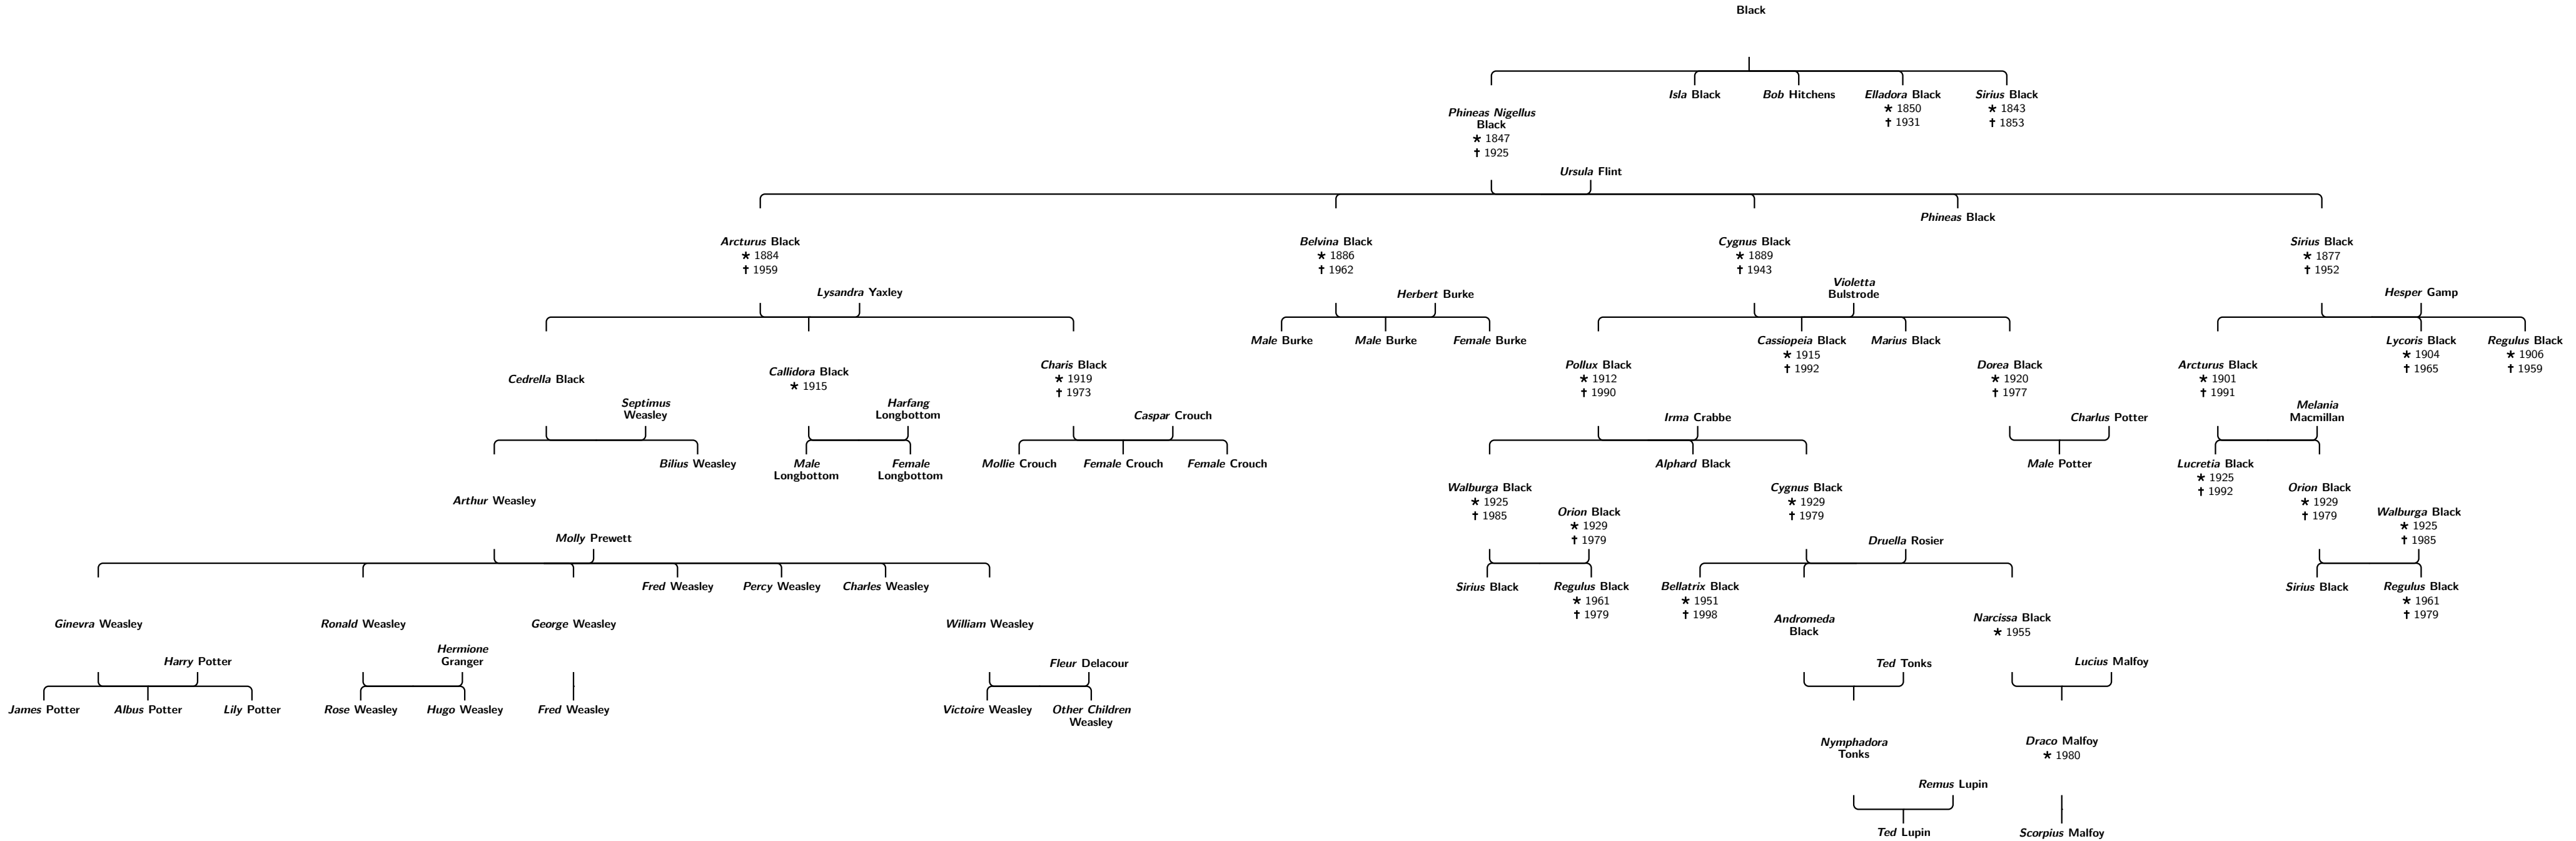 Black
Isla Black
Bob Hitchens
Elladora Black
★ 1850
✝ 1931
Sirius Black
★ 1843
✝ 1853
Phineas Nigellus
Black
★ 1847
✝ 1925
Ursula Flint
Phineas Black
Arcturus Black
★ 1884
✝ 1959
Belvina Black
★ 1886
✝ 1962
Cygnus Black
★ 1889
✝ 1943
Sirius Black
★ 1877
✝ 1952
Lysandra Yaxley
Herbert Burke
Violetta
Bulstrode
Hesper Gamp
Male Burke
Male Burke
Female Burke
Cassiopeia Black
★ 1915
✝ 1992
Marius Black
Lycoris Black
★ 1904
✝ 1965
Regulus Black
★ 1906
✝ 1959
Cedrella Black
Callidora Black
★ 1915
Charis Black
★ 1919
✝ 1973
Pollux Black
★ 1912
✝ 1990
Dorea Black
★ 1920
✝ 1977
Arcturus Black
★ 1901
✝ 1991
Septimus
Weasley
Harfang
Longbottom
Caspar Crouch
Irma Crabbe
Charlus Potter
Melania
Macmillan
Bilius Weasley
Male
Longbottom
Female
Longbottom
Mollie Crouch
Female Crouch
Female Crouch
Alphard Black
Male Potter
Lucretia Black
★ 1925
✝ 1992
Arthur Weasley
Walburga Black
★ 1925
✝ 1985
Cygnus Black
★ 1929
✝ 1979
Orion Black
★ 1929
✝ 1979
Molly Prewett
Orion Black
★ 1929
✝ 1979
Druella Rosier
Walburga Black
★ 1925
✝ 1985
Fred Weasley
Percy Weasley
Charles Weasley
Sirius Black
Regulus Black
★ 1961
✝ 1979
Bellatrix Black
★ 1951
✝ 1998
Sirius Black
Regulus Black
★ 1961
✝ 1979
Ginevra Weasley
Ronald Weasley
George Weasley
William Weasley
Andromeda
Black
Narcissa Black
★ 1955
Harry Potter
Hermione
Granger
Fleur Delacour
Ted Tonks
Lucius Malfoy
James Potter
Albus Potter
Lily Potter
Rose Weasley
Hugo Weasley
Fred Weasley
Victoire Weasley
Other Children
Weasley
Nymphadora
Tonks
Draco Malfoy
★ 1980
Remus Lupin
Ted Lupin
Scorpius Malfoy